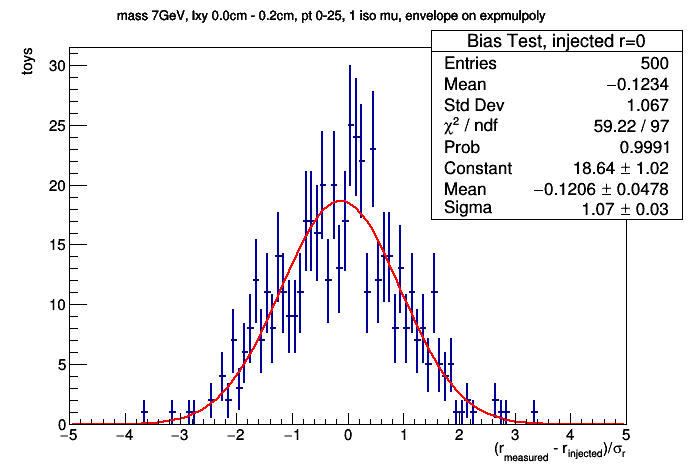 mass 7GeV, lxy 0.0cm - 0.2cm, pt 0-25, 1 iso mu, envelope on expmulpoly
Bias Test, injected r=0
Entries 500
Mean −0.1234
Std Dev 1.067
χ² / ndf 59.22 / 97
Prob 0.9991
Constant 18.64 ± 1.02
Mean −0.1206 ± 0.0478
Sigma 1.07 ± 0.03
toys
30
25
20
15
10
5
0
−5 −4 −3 −2 −1 0 1 2 3 4 5
(r_measured - r_injected)/σ_r